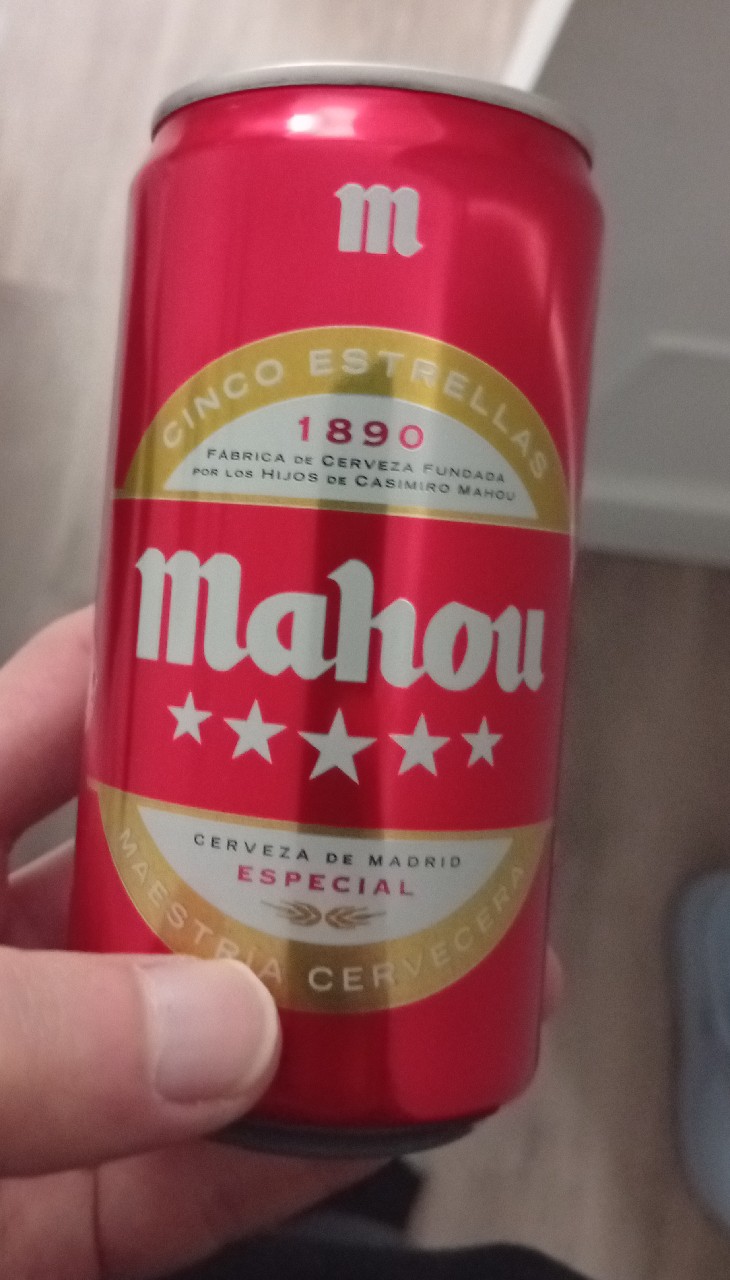 m
CINCO ESTRELLAS
1890
FÁBRICA DE CERVEZA FUNDADA
POR LOS HIJOS DE CASIMIRO MAHOU
mahou
CERVEZA DE MADRID
ESPECIAL
MAESTRÍA CERVECERA